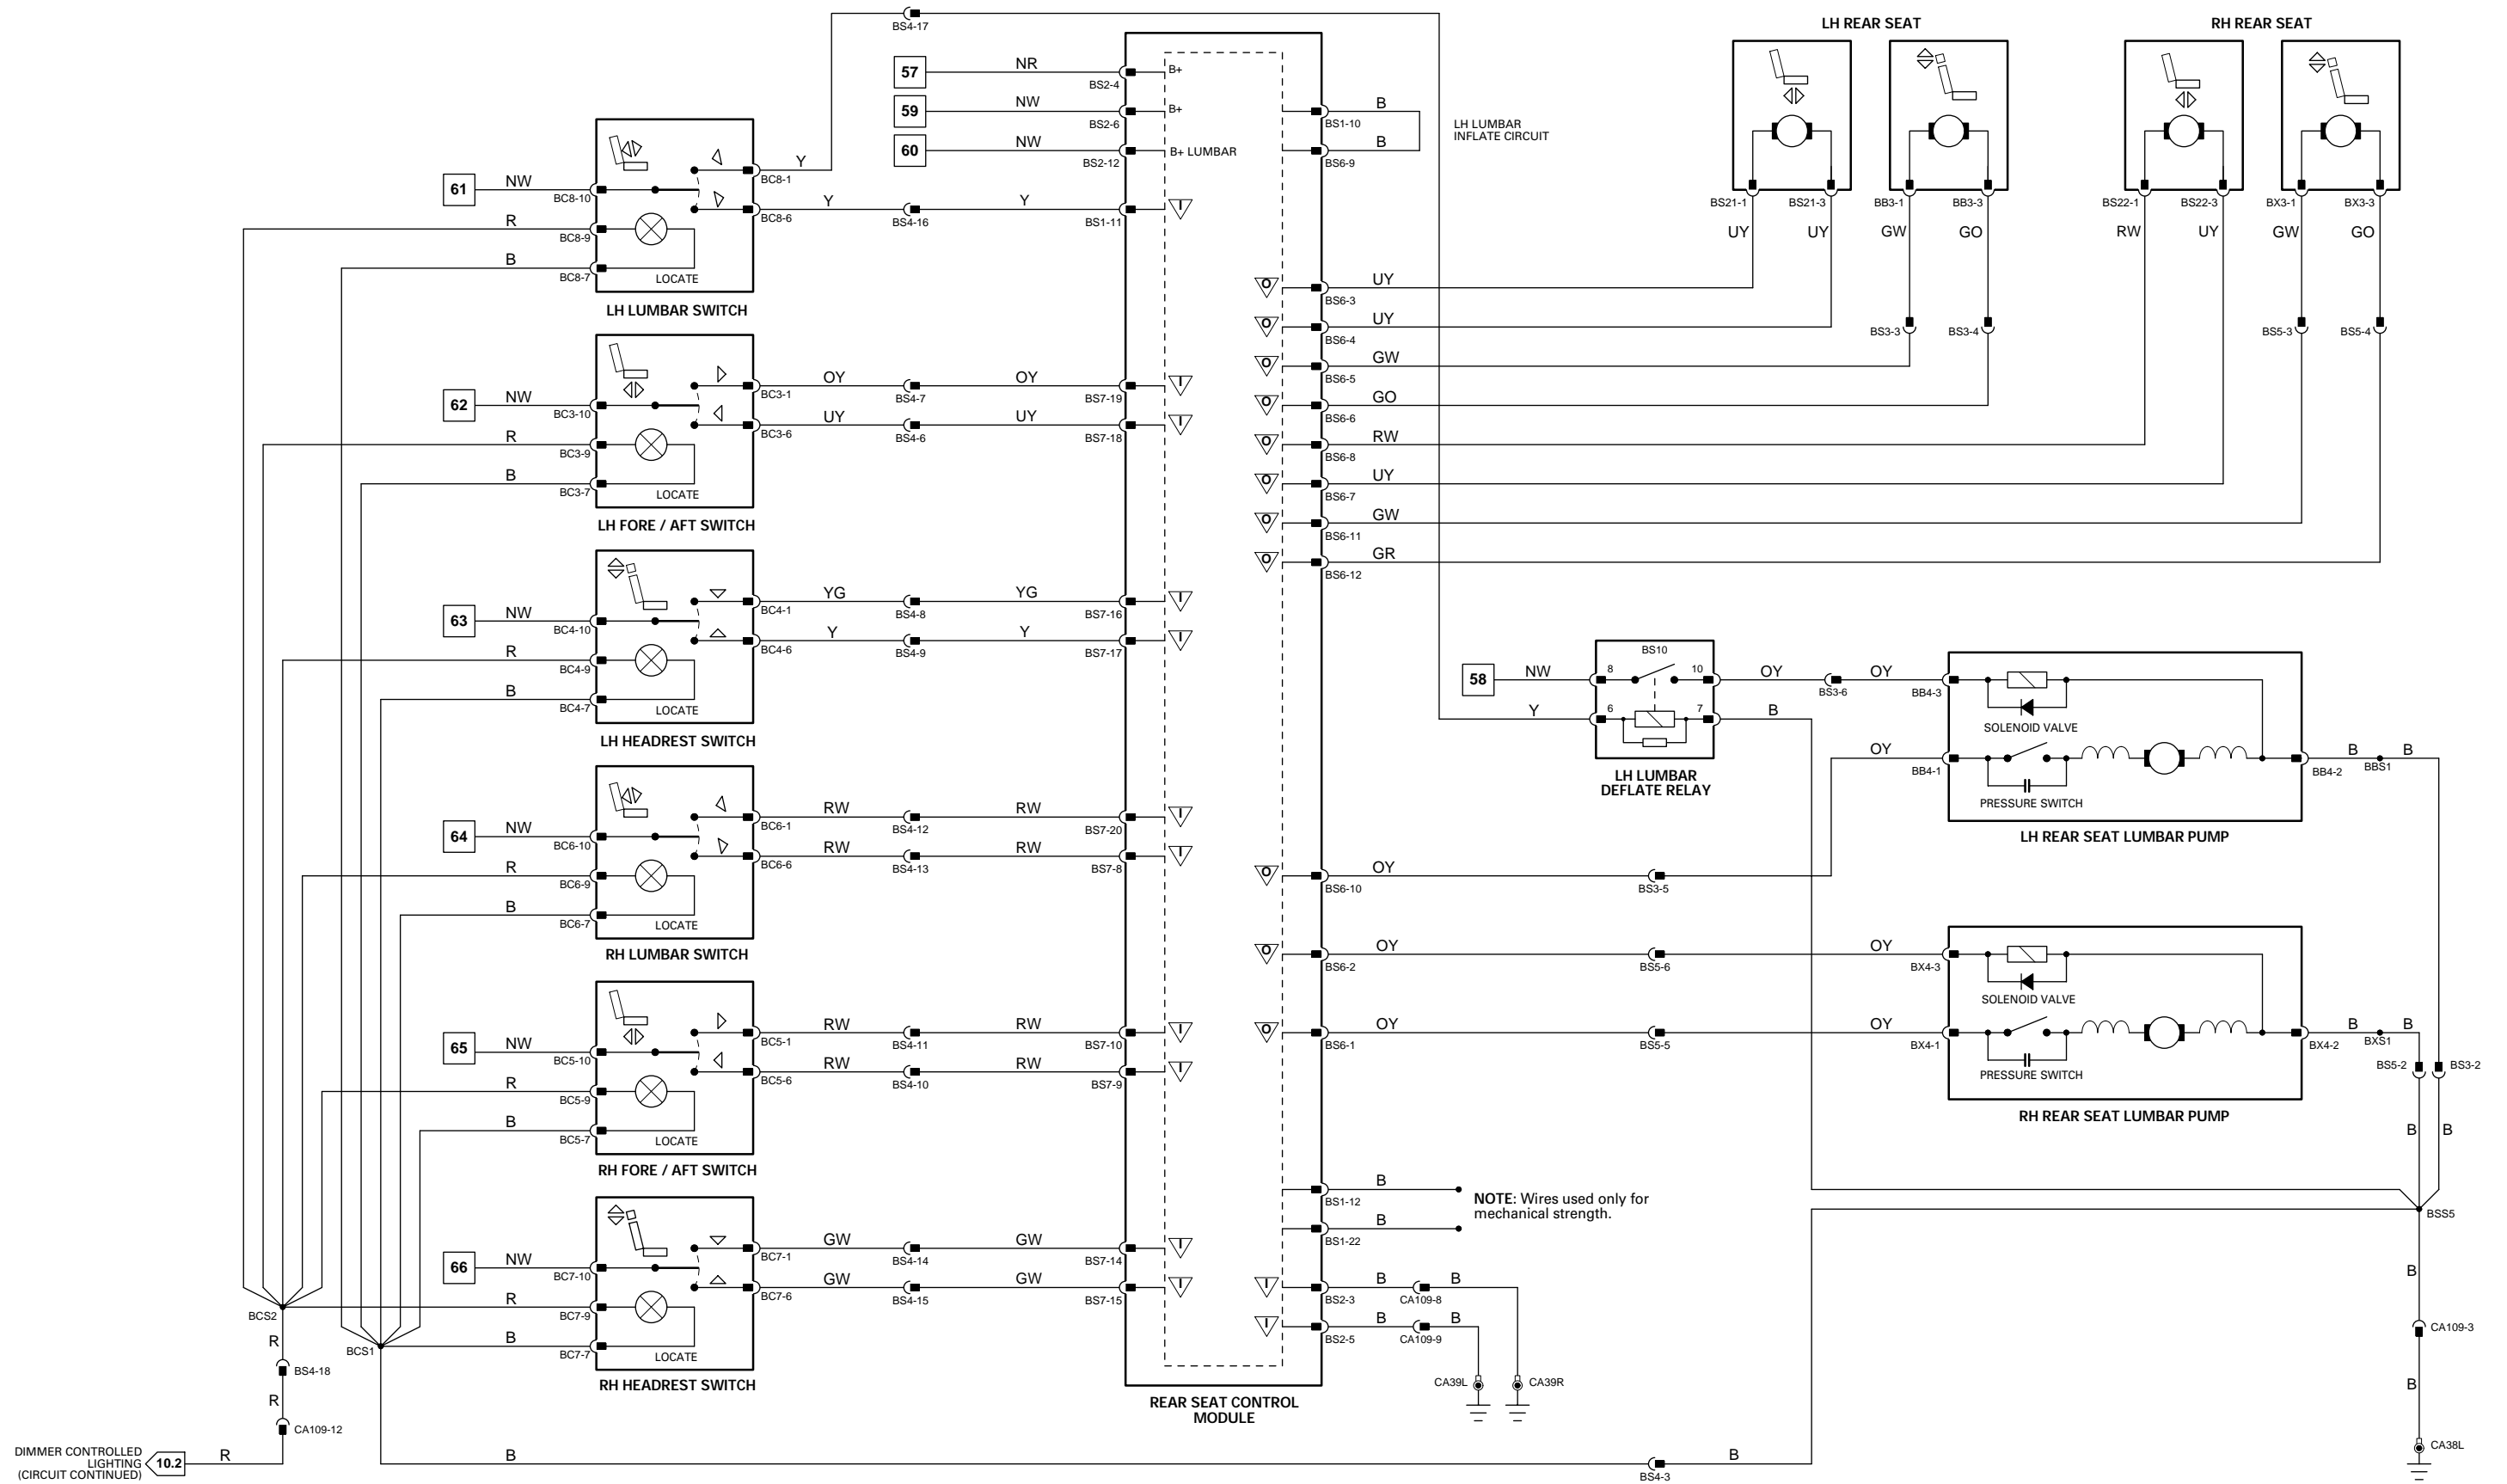 BS4-17
LH REAR SEAT
RH REAR SEAT
57
NR
BS2-4
B+
59
NW
BS2-6
B+
60
NW
BS2-12
B+ LUMBAR
B
BS1-10
B
BS6-9
LH LUMBAR
INFLATE CIRCUIT
BS21-1
BS21-3
BB3-1
BB3-3
BS22-1
BS22-3
BX3-1
BX3-3
UY
UY
GW
GO
RW
UY
GW
GO
BS3-3
BS3-4
BS5-3
BS5-4
61
NW
BC8-10
R
BC8-9
B
BC8-7
LOCATE
BC8-1
Y
BC8-6
Y
BS4-16
Y
BS1-11
I
LH LUMBAR SWITCH
O
BS6-3
UY
O
BS6-4
UY
O
BS6-5
GW
O
BS6-6
GO
O
BS6-8
RW
O
BS6-7
UY
O
BS6-11
GW
O
BS6-12
GR
62
NW
BC3-10
R
BC3-9
B
BC3-7
LOCATE
BC3-1
OY
BS4-7
OY
BS7-19
I
BC3-6
UY
BS4-6
UY
BS7-18
I
LH FORE / AFT SWITCH
63
NW
BC4-10
R
BC4-9
B
BC4-7
LOCATE
BC4-1
YG
BS4-8
YG
BS7-16
I
BC4-6
Y
BS4-9
Y
BS7-17
I
LH HEADREST SWITCH
58
NW
Y
BS10
8
10
6
7
OY
BS3-6
OY
BB4-3
B
LH LUMBAR
DEFLATE RELAY
SOLENOID VALVE
OY
BB4-1
PRESSURE SWITCH
BB4-2
B
BBS1
B
LH REAR SEAT LUMBAR PUMP
64
NW
BC6-10
R
BC6-9
B
BC6-7
LOCATE
BC6-1
RW
BS4-12
RW
BS7-20
I
BC6-6
RW
BS4-13
RW
BS7-8
I
RH LUMBAR SWITCH
O
BS6-10
OY
BS3-5
O
BS6-2
OY
BS5-6
OY
BX4-3
SOLENOID VALVE
O
BS6-1
OY
BS5-5
OY
BX4-1
PRESSURE SWITCH
BX4-2
B
BXS1
B
BS5-2
BS3-2
RH REAR SEAT LUMBAR PUMP
B
B
65
NW
BC5-10
R
BC5-9
B
BC5-7
LOCATE
BC5-1
RW
BS4-11
RW
BS7-10
I
BC5-6
RW
BS4-10
RW
BS7-9
I
RH FORE / AFT SWITCH
B
BS1-12
B
BS1-22
NOTE: Wires used only for
mechanical strength.
BSS5
66
NW
BC7-10
R
BC7-9
B
BC7-7
LOCATE
BC7-1
GW
BS4-14
GW
BS7-14
I
BC7-6
GW
BS4-15
GW
BS7-15
I
RH HEADREST SWITCH
I
BS2-3
B
CA109-8
B
I
BS2-5
B
CA109-9
B
CA39L
CA39R
REAR SEAT CONTROL
MODULE
B
CA109-3
B
CA38L
BCS2
BCS1
R
BS4-18
R
CA109-12
DIMMER CONTROLLED
LIGHTING
(CIRCUIT CONTINUED)
10.2
R
B
BS4-3
B